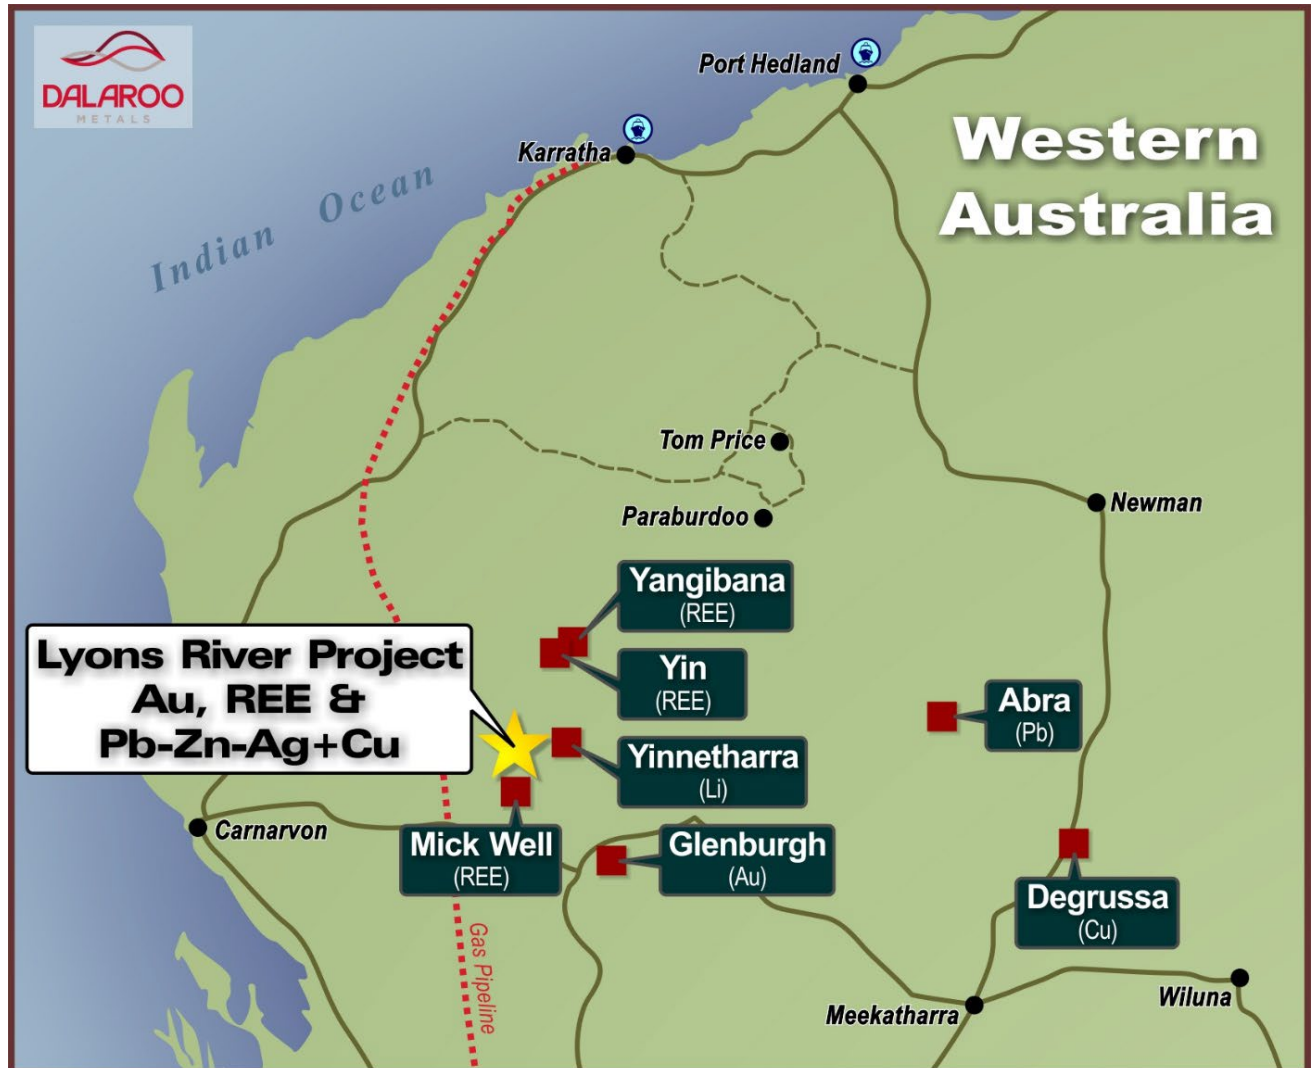 DALAROO
METALS
Port Hedland
Western
Australia
Karratha
Indian Ocean
Tom Price
Newman
Paraburdoo
Yangibana
(REE)
Lyons River Project
Au, REE &
Pb-Zn-Ag+Cu
Yin
(REE)
Abra
(Pb)
Yinnetharra
(Li)
Carnarvon
Mick Well
(REE)
Glenburgh
(Au)
Degrussa
(Cu)
Gas Pipeline
Wiluna
Meekatharra